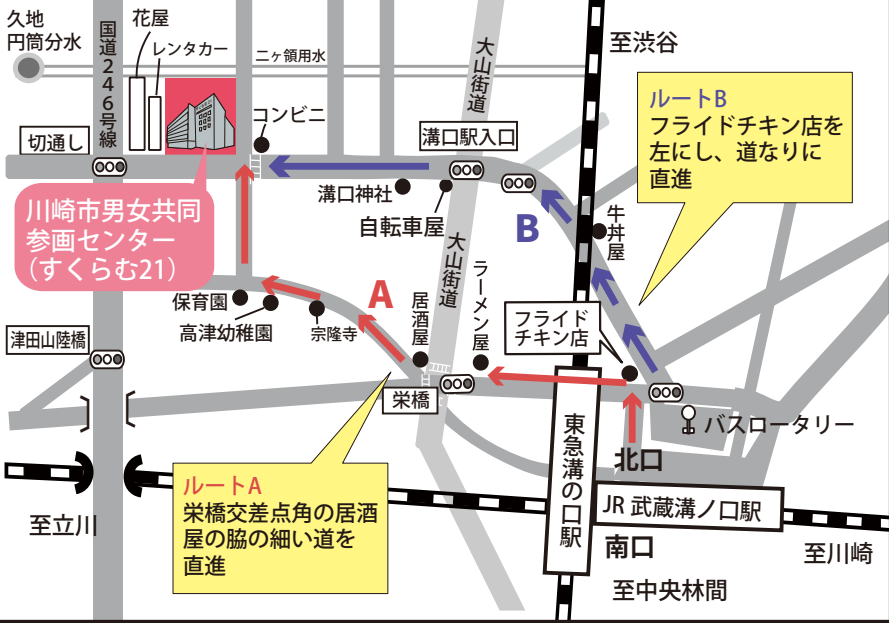 久地
円筒分水
国道246号線
花屋
レンタカー
二ヶ領用水
大山街道
至渋谷
コンビニ
切通し
溝口駅入口
ルートB
フライドチキン店を
左にし、道なりに
直進
川崎市男女共同
参画センター
(すくらむ21)
溝口神社
自転車屋
B
牛丼屋
大山街道
A
保育園
高津幼稚園
宗隆寺
居酒屋
ラーメン屋
フライド
チキン店
津田山陸橋
栄橋
バスロータリー
東急溝の口駅
北口
ルートA
栄橋交差点角の居酒
屋の脇の細い道を
直進
JR 武蔵溝ノ口駅
至立川
南口
至川崎
至中央林間